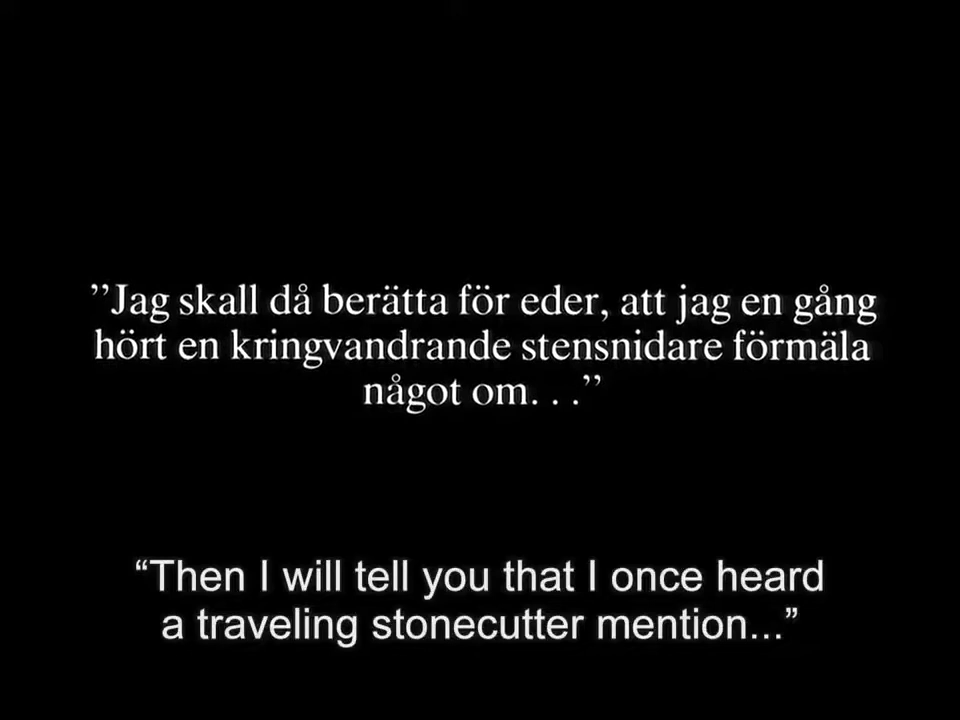 ”Jag skall då berätta för eder, att jag en gång
hört en kringvandrande stensnidare förmäla
något om. . .”
“Then I will tell you that I once heard
a traveling stonecutter mention...”